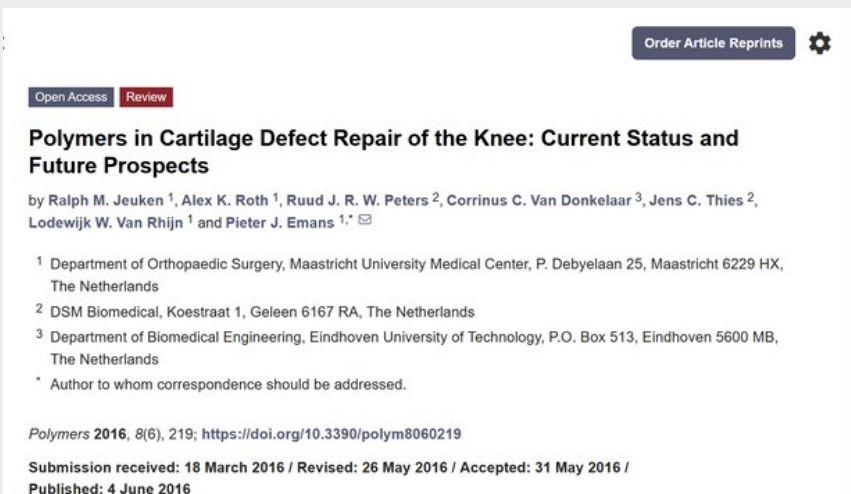 Order Article Reprints
Open Access Review
Polymers in Cartilage Defect Repair of the Knee: Current Status and
Future Prospects
by Ralph M. Jeuken 1, Alex K. Roth 1, Ruud J. R. W. Peters 2, Corrinus C. Van Donkelaar 3, Jens C. Thies 2,
Lodewijk W. Van Rhijn 1 and Pieter J. Emans 1,*
1 Department of Orthopaedic Surgery, Maastricht University Medical Center, P. Debyelaan 25, Maastricht 6229 HX,
The Netherlands
2 DSM Biomedical, Koestraat 1, Geleen 6167 RA, The Netherlands
3 Department of Biomedical Engineering, Eindhoven University of Technology, P.O. Box 513, Eindhoven 5600 MB,
The Netherlands
* Author to whom correspondence should be addressed.
Polymers 2016, 8(6), 219; https://doi.org/10.3390/polym8060219
Submission received: 18 March 2016 / Revised: 26 May 2016 / Accepted: 31 May 2016 /
Published: 4 June 2016